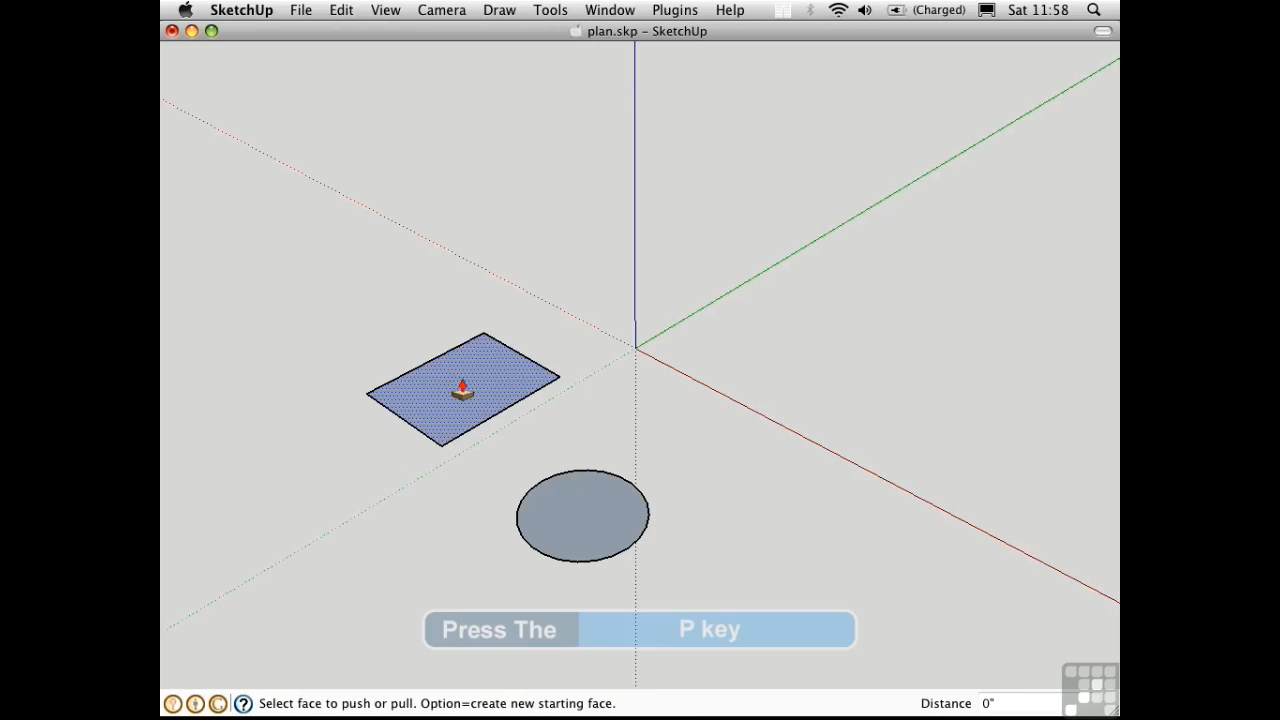 SketchUp File Edit View Camera Draw Tools Window Plugins Help (Charged) Sat 11:58
plan.skp – SketchUp
Press The P key
Select face to push or pull. Option=create new starting face. Distance 0"